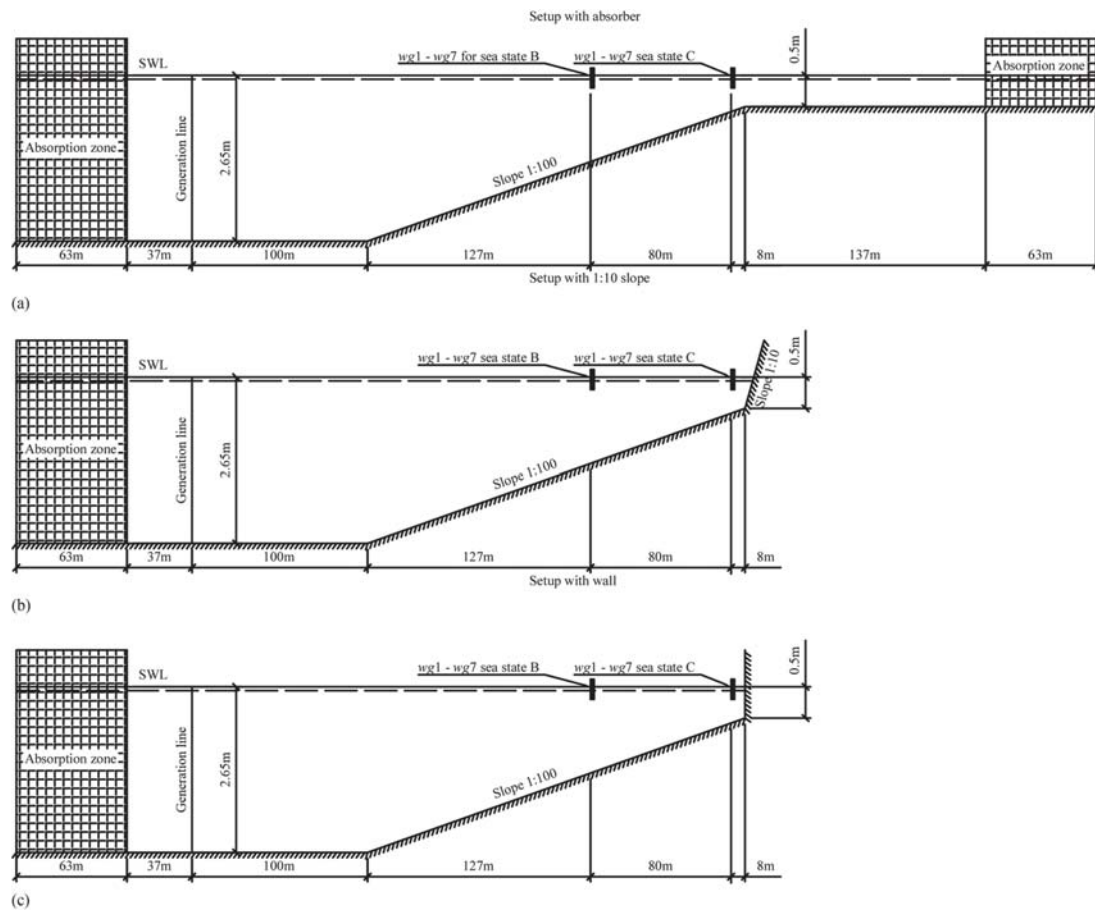 Setup with absorber
SWL
wg1 - wg7 for sea state B
wg1 - wg7 sea state C
0.5m
Absorption zone
Absorption zone
Generation line
2.65m
Slope 1:100
63m 37m 100m 127m 80m 8m 137m 63m
Setup with 1:10 slope
(a)
SWL
wg1 - wg7 sea state B
wg1 - wg7 sea state C
Slope 1:10
0.5m
Absorption zone
Generation line
2.65m
Slope 1:100
63m 37m 100m 127m 80m 8m
Setup with wall
(b)
SWL
wg1 - wg7 sea state B
wg1 - wg7 sea state C
0.5m
Absorption zone
Generation line
2.65m
Slope 1:100
63m 37m 100m 127m 80m 8m
(c)